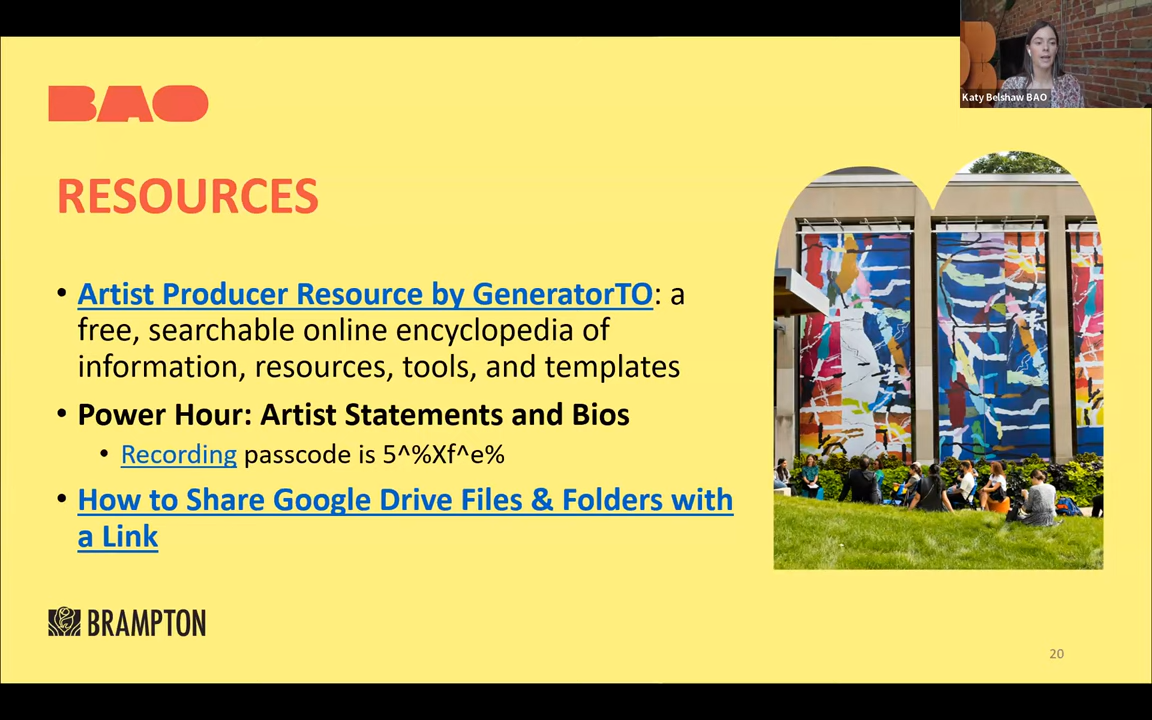 Katy Belshaw BAO
BAO
RESOURCES
• Artist Producer Resource by GeneratorTO: a
free, searchable online encyclopedia of
information, resources, tools, and templates
• Power Hour: Artist Statements and Bios
• Recording passcode is 5^%Xf^e%
• How to Share Google Drive Files & Folders with
a Link
BRAMPTON
20